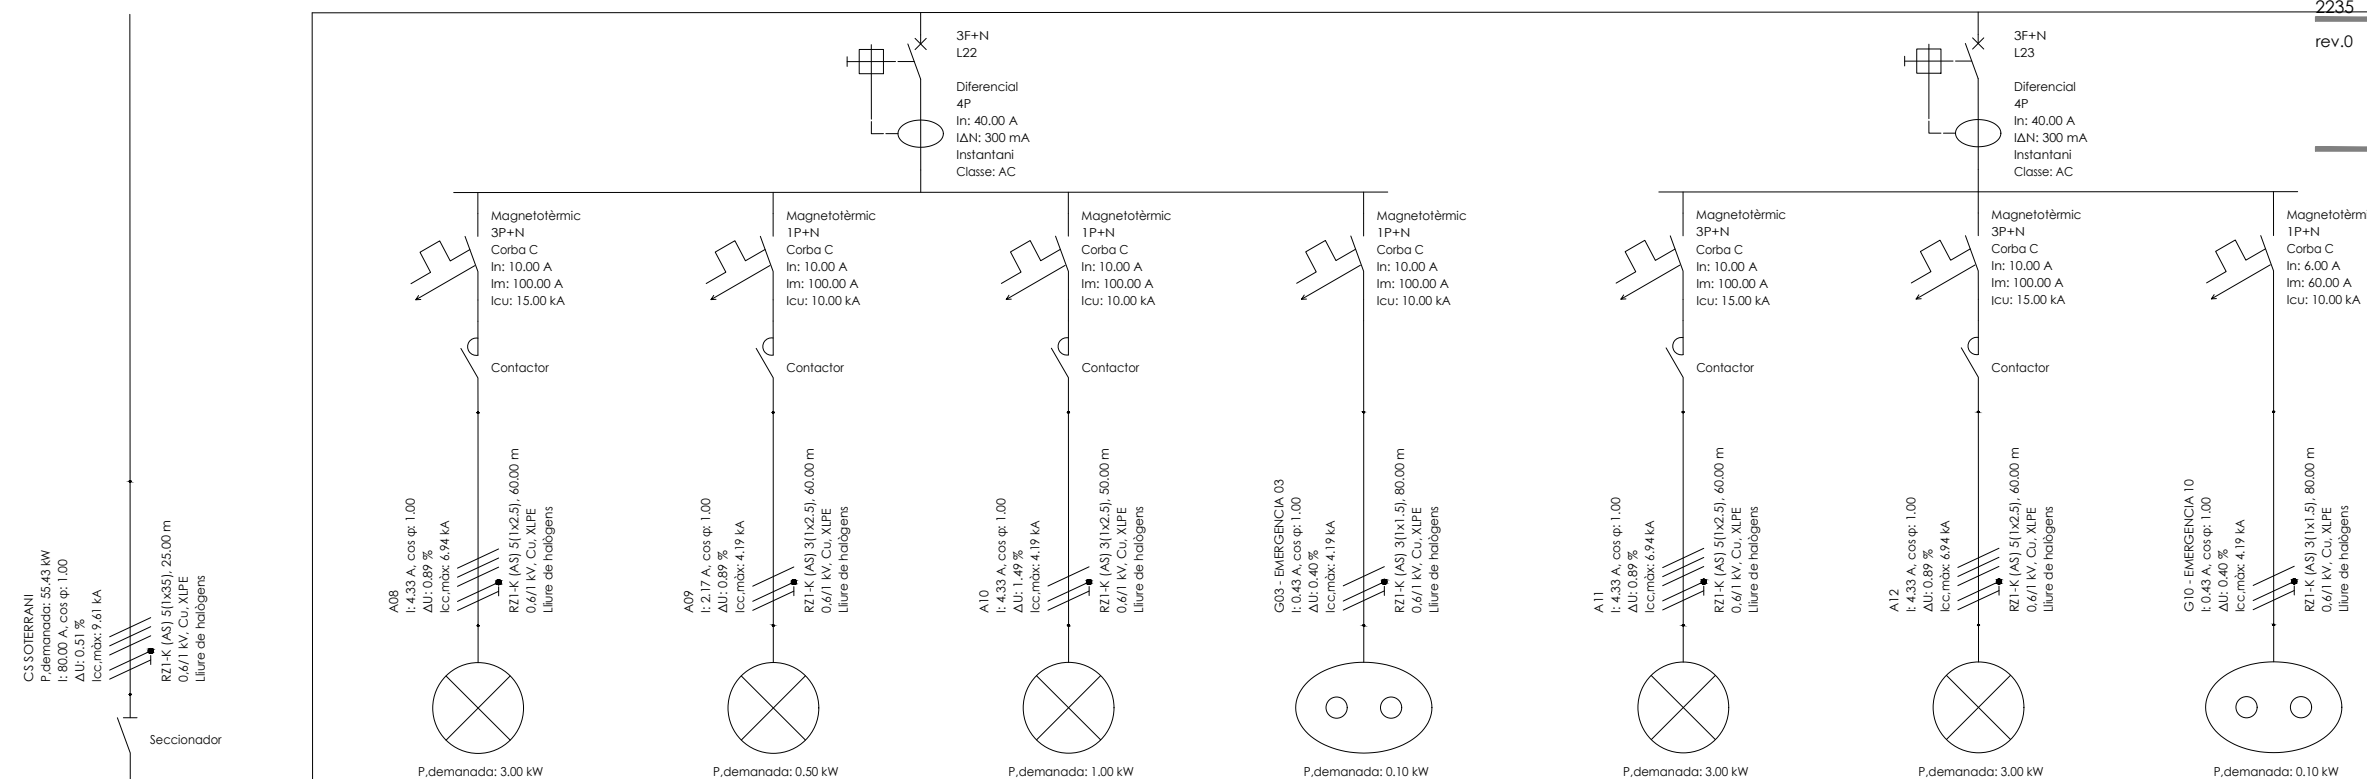 2235
rev.0
3F+N
L22
Diferencial
4P
In: 40.00 A
IΔN: 300 mA
Instantani
Classe: AC
3F+N
L23
Diferencial
4P
In: 40.00 A
IΔN: 300 mA
Instantani
Classe: AC
Magnetotèrmic
3P+N
Corba C
In: 10.00 A
Im: 100.00 A
Icu: 15.00 kA
Magnetotèrmic
1P+N
Corba C
In: 10.00 A
Im: 100.00 A
Icu: 10.00 kA
Magnetotèrmic
1P+N
Corba C
In: 10.00 A
Im: 100.00 A
Icu: 10.00 kA
Magnetotèrmic
1P+N
Corba C
In: 10.00 A
Im: 100.00 A
Icu: 10.00 kA
Magnetotèrmic
3P+N
Corba C
In: 10.00 A
Im: 100.00 A
Icu: 15.00 kA
Magnetotèrmic
3P+N
Corba C
In: 10.00 A
Im: 100.00 A
Icu: 15.00 kA
Magnetotèrmi
1P+N
Corba C
In: 6.00 A
Im: 60.00 A
Icu: 10.00 kA
Contactor
Contactor
Contactor
Contactor
Contactor
CS SOTERRANI
P,demanada: 55.43 kW
I: 80.00 A, cos φ: 1.00
ΔU: 0.51 %
Icc,màx: 9.61 kA
RZ1-K (AS) 5(1x35), 25.00 m
0,6/1 kV, Cu, XLPE
Lliure de halògens
Seccionador
A08
I: 4.33 A, cos φ: 1.00
ΔU: 0.89 %
Icc,màx: 6.94 kA
RZ1-K (AS) 5(1x2.5), 60.00 m
0,6/1 kV, Cu, XLPE
Lliure de halògens
A09
I: 2.17 A, cos φ: 1.00
ΔU: 0.89 %
Icc,màx: 4.19 kA
RZ1-K (AS) 3(1x2.5), 60.00 m
0,6/1 kV, Cu, XLPE
Lliure de halògens
A10
I: 4.33 A, cos φ: 1.00
ΔU: 1.49 %
Icc,màx: 4.19 kA
RZ1-K (AS) 3(1x2.5), 50.00 m
0,6/1 kV, Cu, XLPE
Lliure de halògens
G03 - EMERGENCIA 03
I: 0.43 A, cos φ: 1.00
ΔU: 0.40 %
Icc,màx: 4.19 kA
RZ1-K (AS) 3(1x1.5), 80.00 m
0,6/1 kV, Cu, XLPE
Lliure de halògens
A11
I: 4.33 A, cos φ: 1.00
ΔU: 0.89 %
Icc,màx: 6.94 kA
RZ1-K (AS) 5(1x2.5), 60.00 m
0,6/1 kV, Cu, XLPE
Lliure de halògens
A12
I: 4.33 A, cos φ: 1.00
ΔU: 0.89 %
Icc,màx: 6.94 kA
RZ1-K (AS) 5(1x2.5), 60.00 m
0,6/1 kV, Cu, XLPE
Lliure de halògens
G10 - EMERGENCIA 10
I: 0.43 A, cos φ: 1.00
ΔU: 0.40 %
Icc,màx: 4.19 kA
RZ1-K (AS) 3(1x1.5), 80.00 m
0,6/1 kV, Cu, XLPE
Lliure de halògens
P,demanada: 3.00 kW
P,demanada: 0.50 kW
P,demanada: 1.00 kW
P,demanada: 0.10 kW
P,demanada: 3.00 kW
P,demanada: 3.00 kW
P,demanada: 0.10 kW